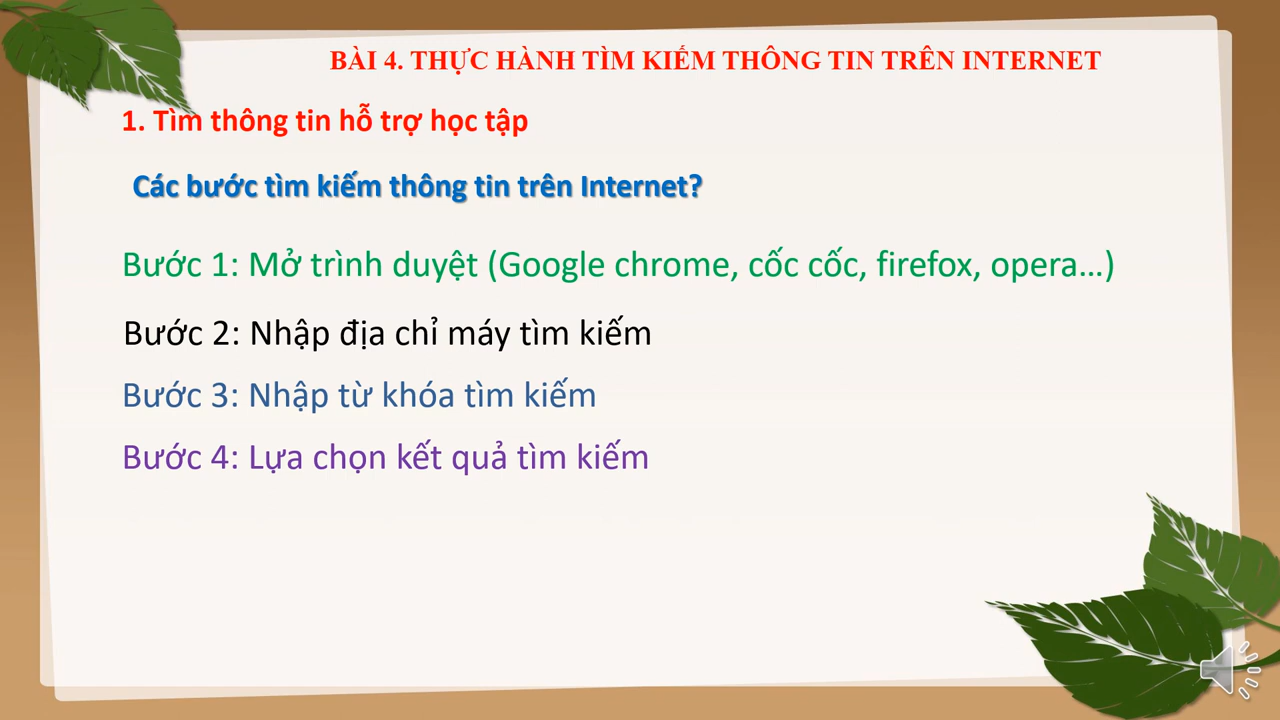 BÀI 4. THỰC HÀNH TÌM KIẾM THÔNG TIN TRÊN INTERNET
1. Tìm thông tin hỗ trợ học tập
Các bước tìm kiếm thông tin trên Internet?
Bước 1: Mở trình duyệt (Google chrome, cốc cốc, firefox, opera...)
Bước 2: Nhập địa chỉ máy tìm kiếm
Bước 3: Nhập từ khóa tìm kiếm
Bước 4: Lựa chọn kết quả tìm kiếm